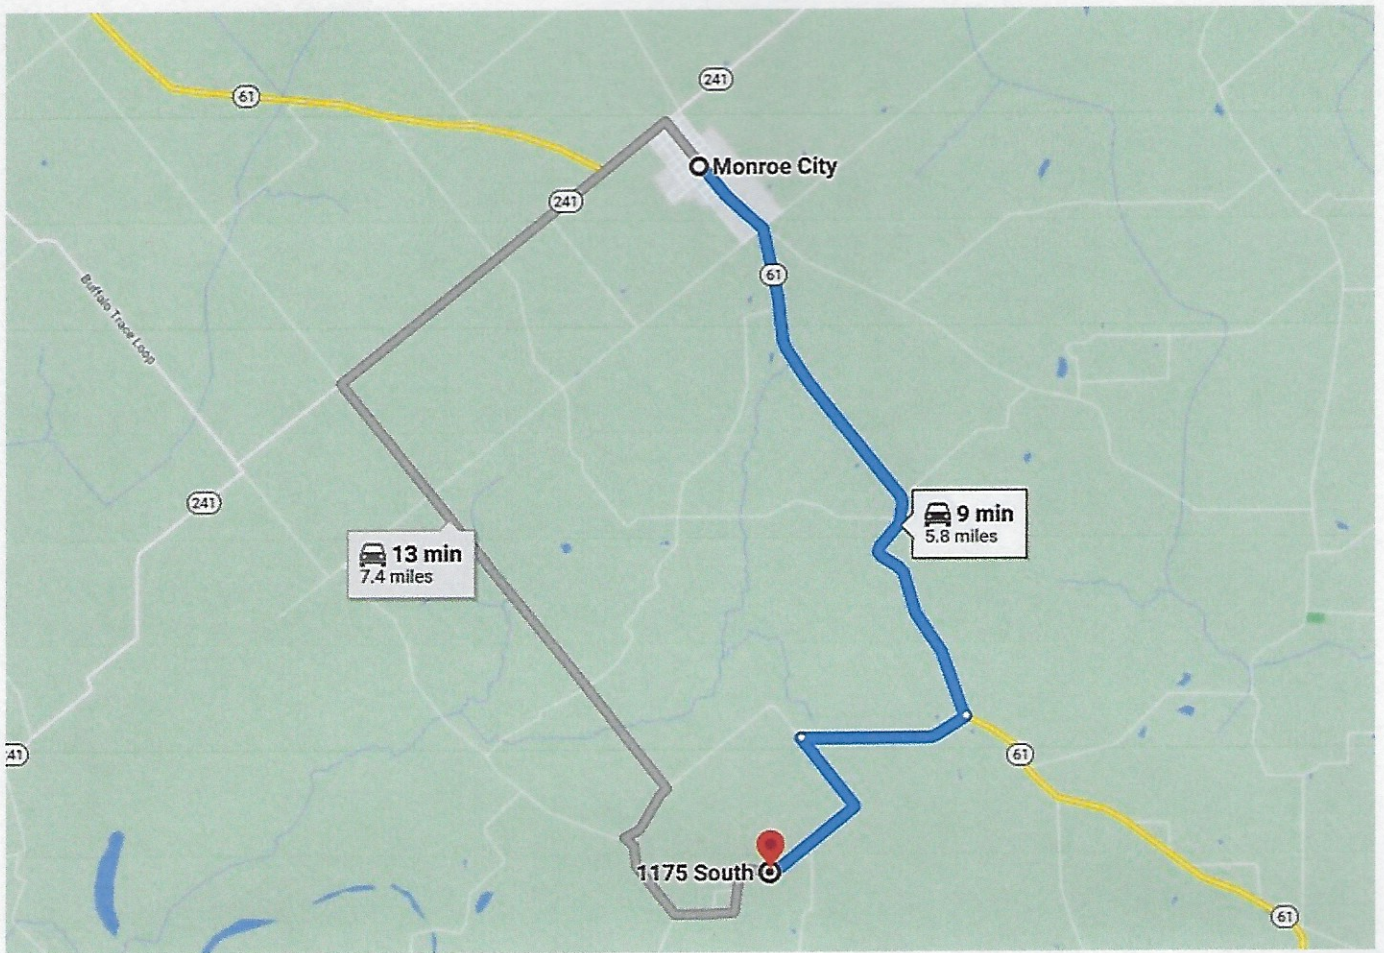 241
61
Monroe City
241
61
Buffalo Trace Loop
241
9 min
5.8 miles
13 min
7.4 miles
41
61
1175 South
61